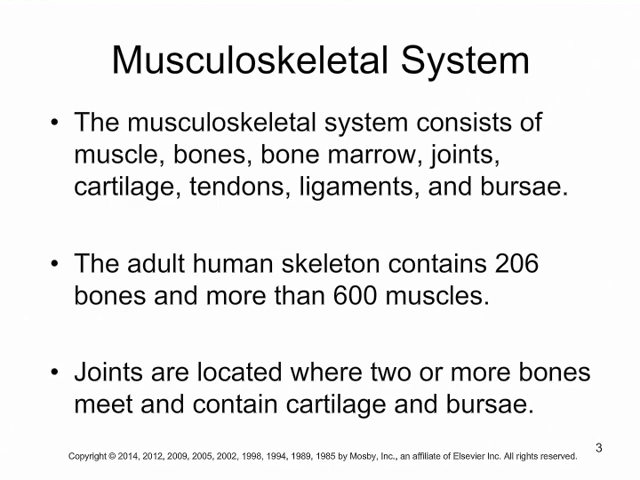 Musculoskeletal System
• The musculoskeletal system consists of
muscle, bones, bone marrow, joints,
cartilage, tendons, ligaments, and bursae.
• The adult human skeleton contains 206
bones and more than 600 muscles.
• Joints are located where two or more bones
meet and contain cartilage and bursae.
3
Copyright © 2014, 2012, 2009, 2005, 2002, 1998, 1994, 1989, 1985 by Mosby, Inc., an affiliate of Elsevier Inc. All rights reserved.